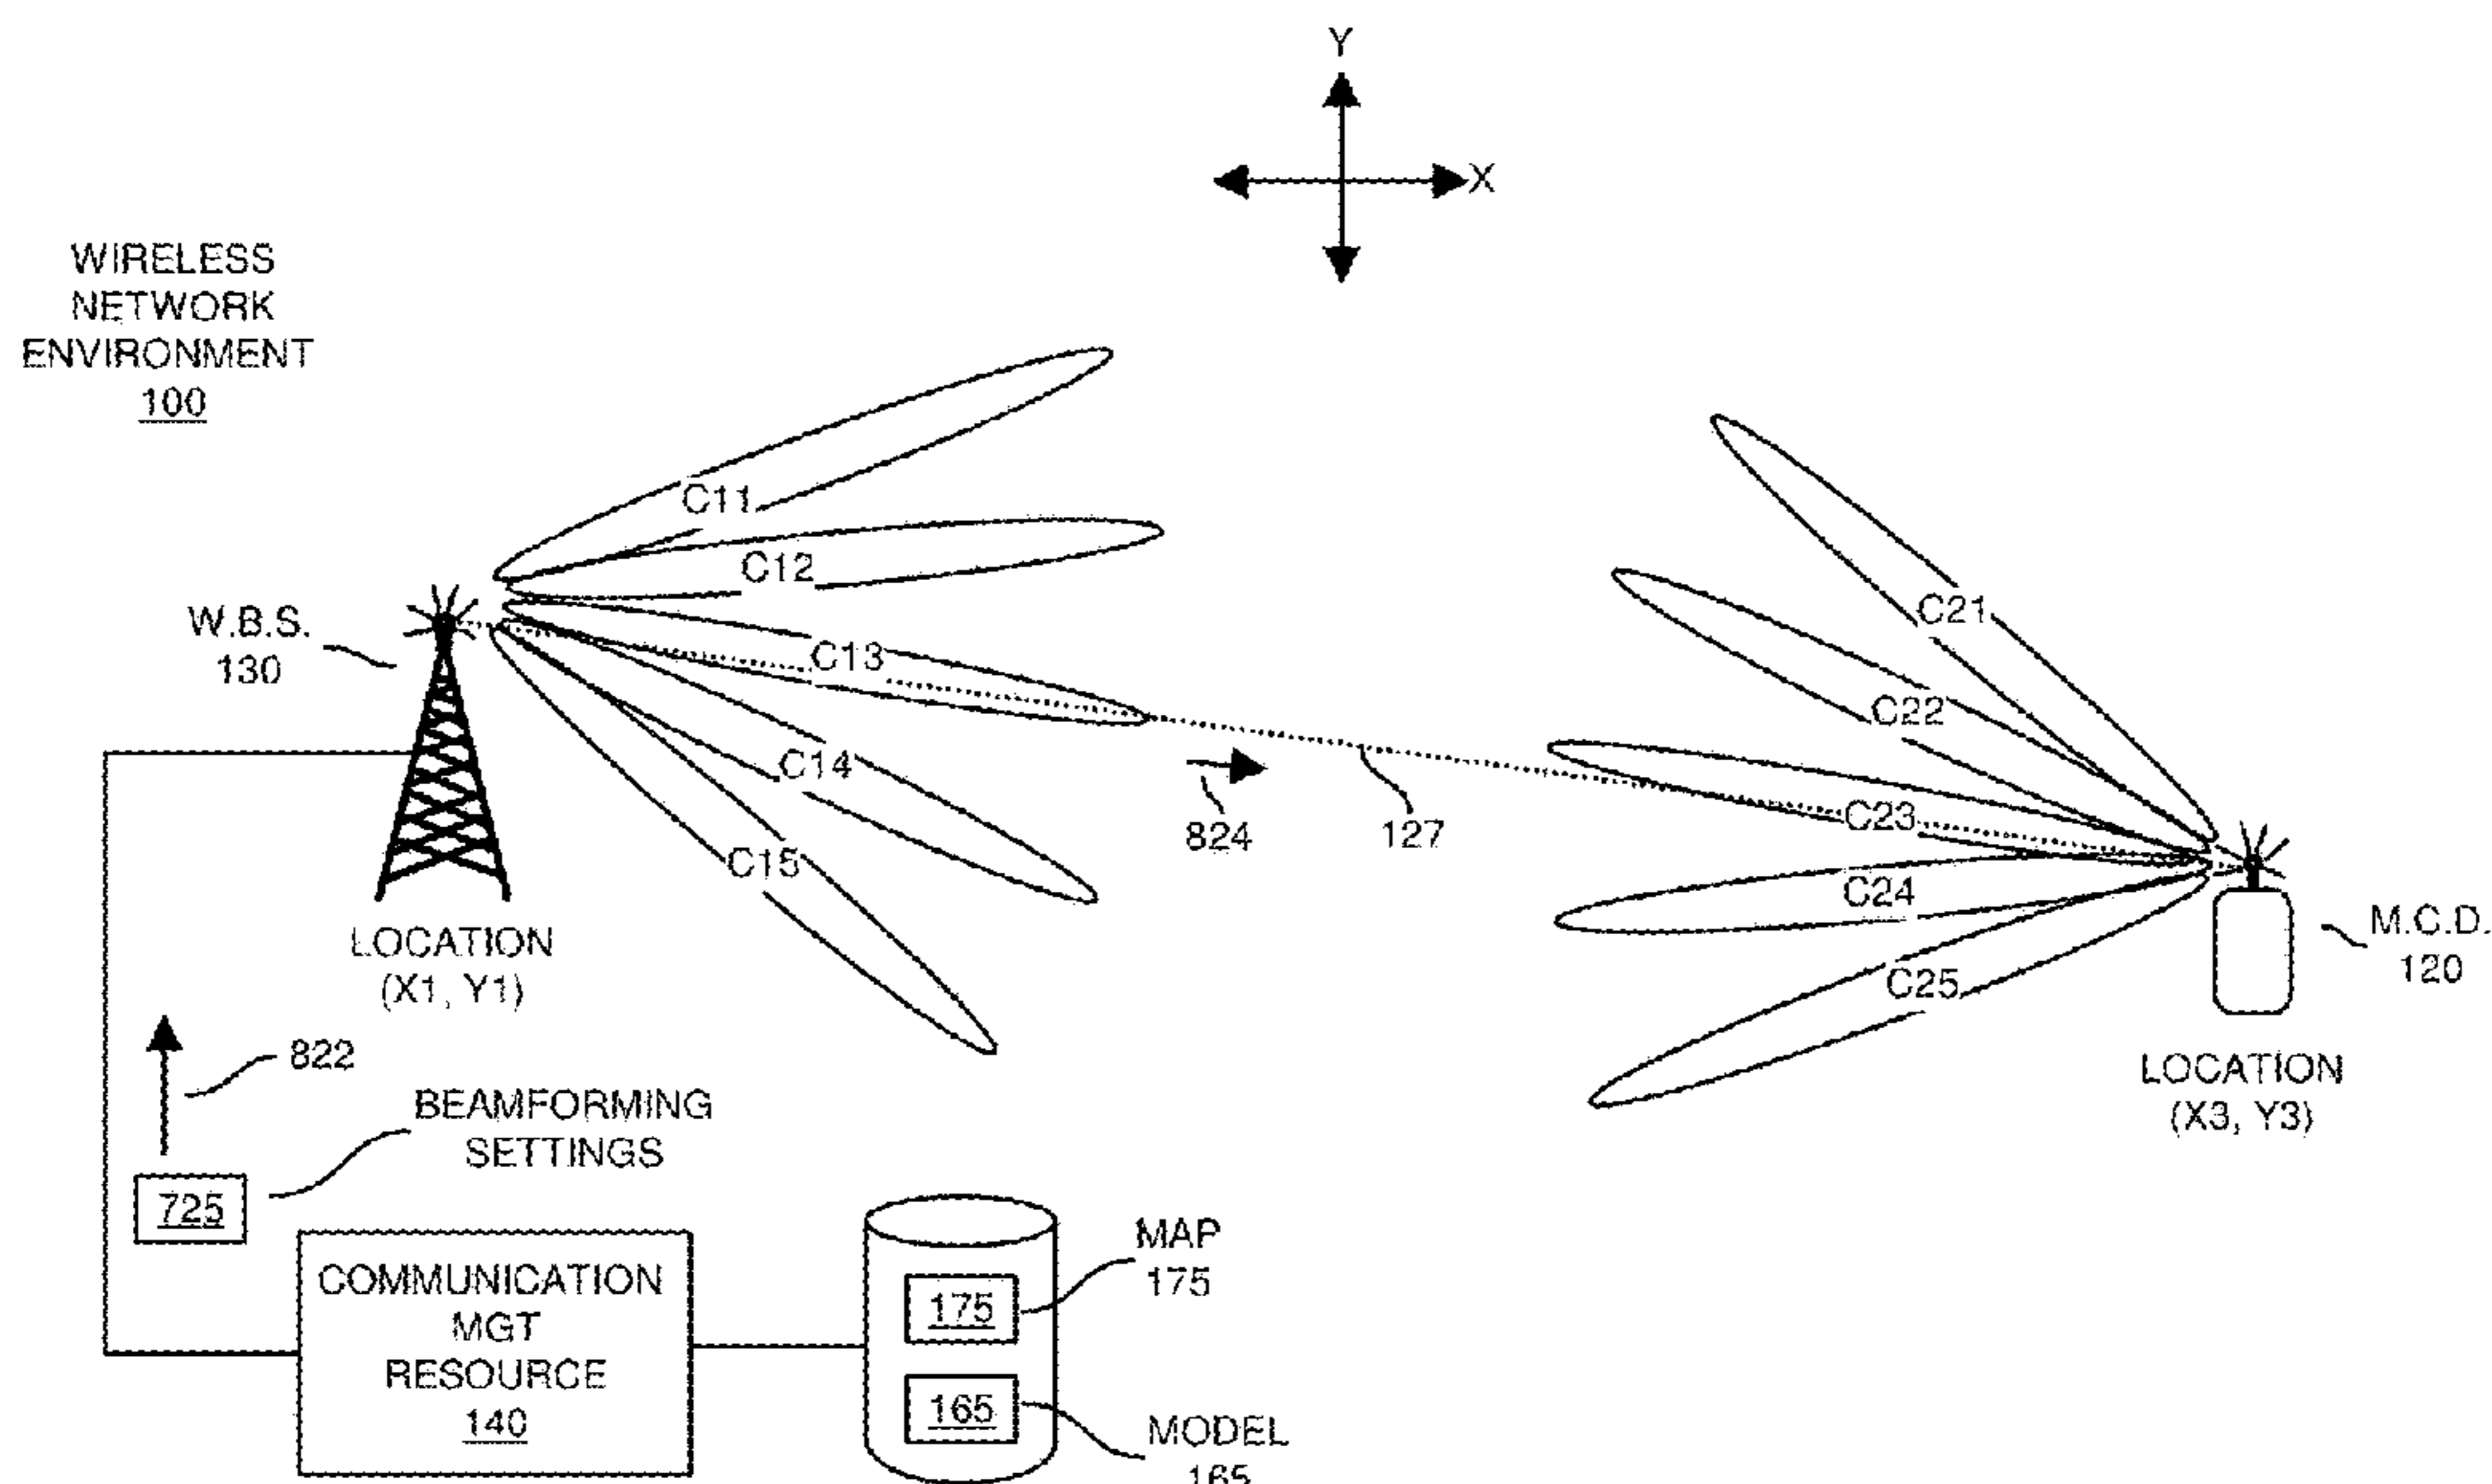 Y
X
WIRELESS
NETWORK
ENVIRONMENT
100
C11
C12
C13
C14
C15
C21
C22
C23
C24
C25
W.B.S.
130
824
127
M.C.D.
120
LOCATION
(X1, Y1)
LOCATION
(X3, Y3)
822
BEAMFORMING
SETTINGS
725
COMMUNICATION
MGT
RESOURCE
140
MAP
175
175
165
MODEL
165